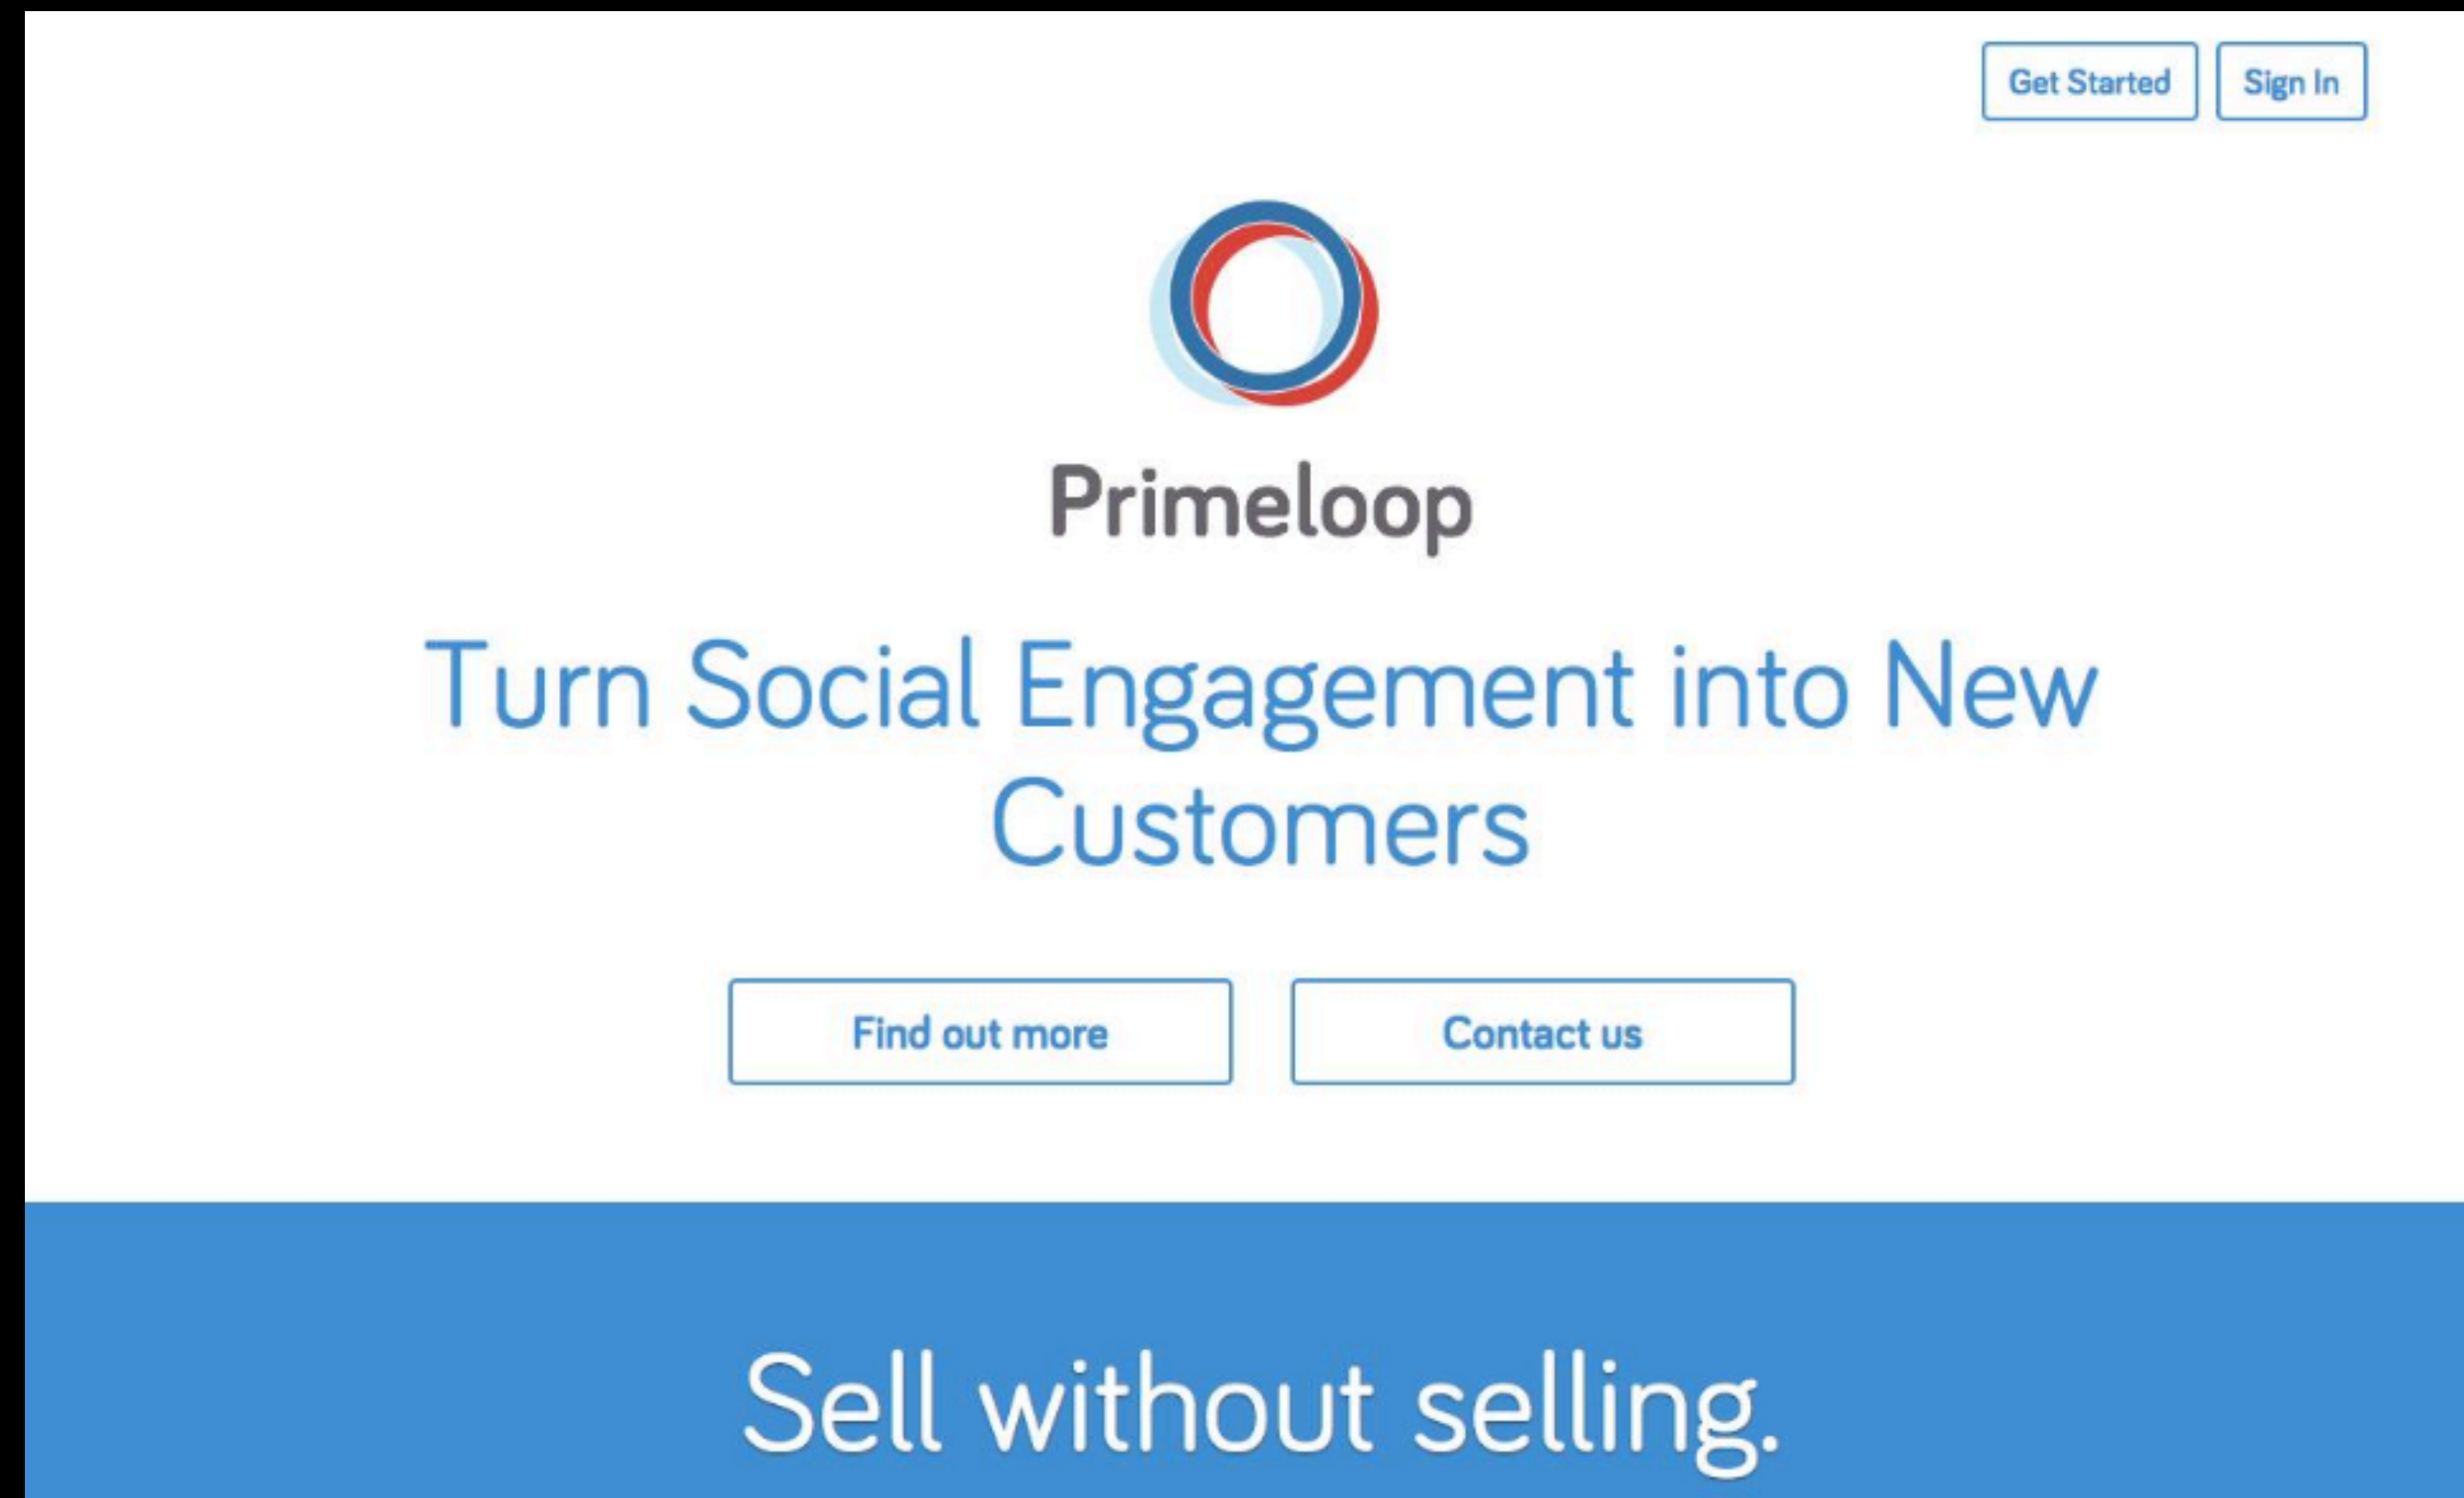 Get Started Sign In
Primeloop
Turn Social Engagement into New
Customers
Find out more Contact us
Sell without selling.